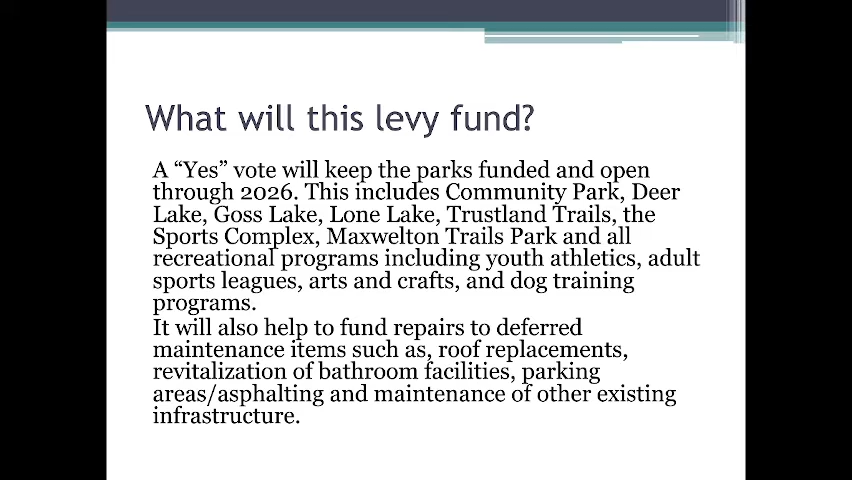 What will this levy fund?
A “Yes” vote will keep the parks funded and open
through 2026. This includes Community Park, Deer
Lake, Goss Lake, Lone Lake, Trustland Trails, the
Sports Complex, Maxwelton Trails Park and all
recreational programs including youth athletics, adult
sports leagues, arts and crafts, and dog training
programs.
It will also help to fund repairs to deferred
maintenance items such as, roof replacements,
revitalization of bathroom facilities, parking
areas/asphalting and maintenance of other existing
infrastructure.